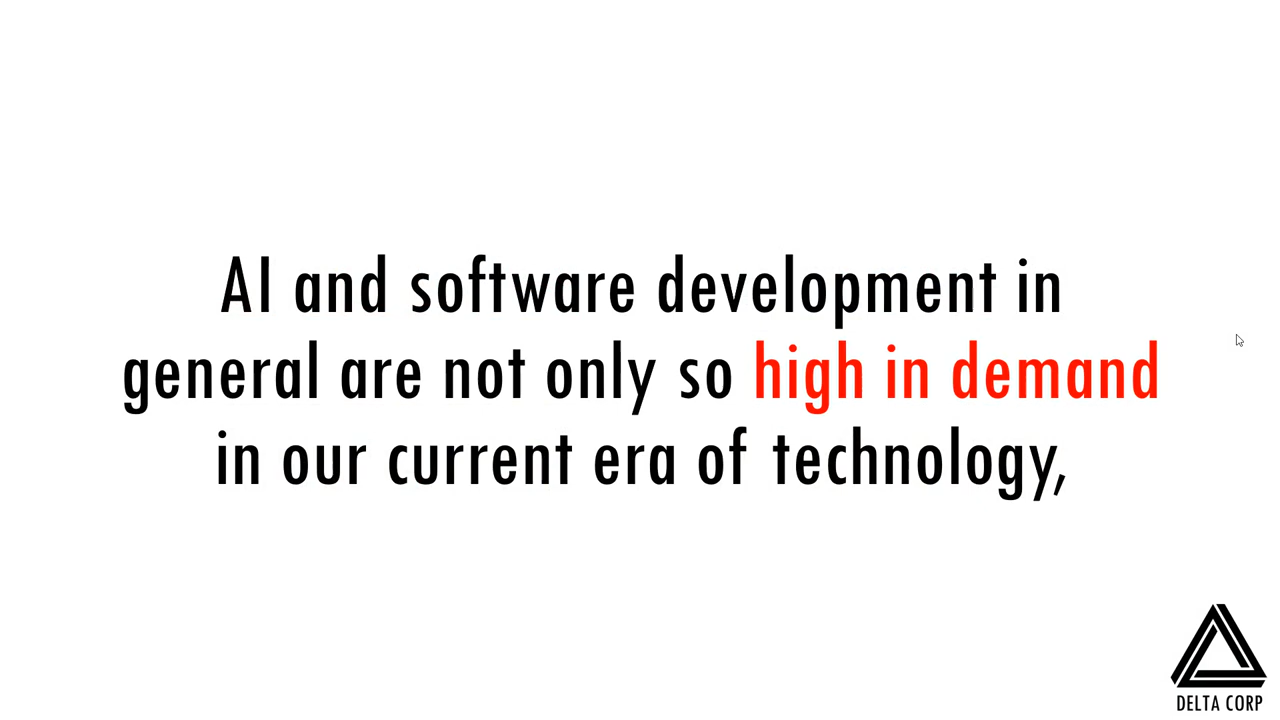 AI and software development in
general are not only so high in demand
in our current era of technology,
DELTA CORP